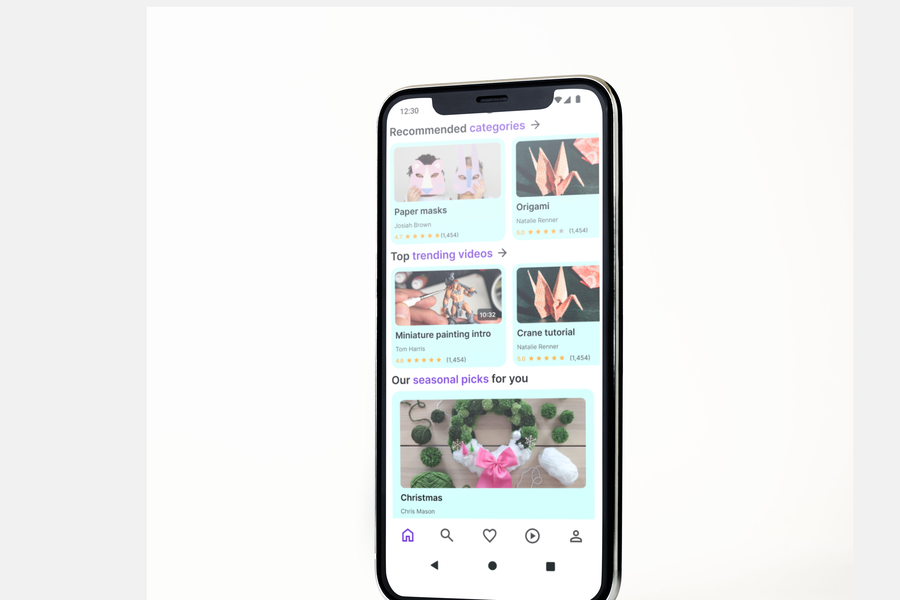 12:30
Recommended categories →
Paper masks
Josiah Brown
4.7 ★★★★★ (1,454)
Origami
Natalie Renner
5.0 ★★★★★ (1,454)
Top trending videos →
10:32
Miniature painting intro
Tom Harris
4.8 ★★★★★ (1,454)
Crane tutorial
Natalie Renner
5.0 ★★★★★ (1,454)
Our seasonal picks for you
Christmas
Chris Mason